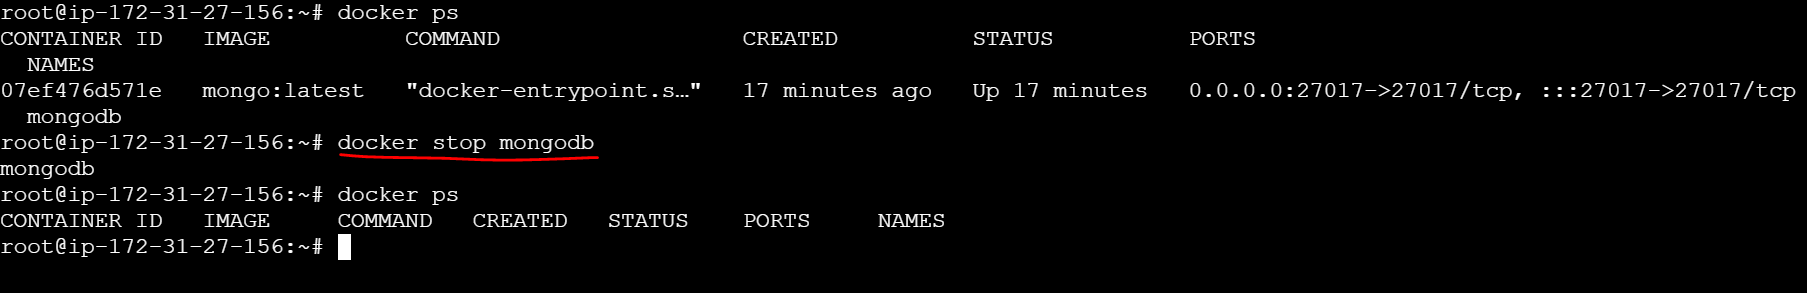 root@ip-172-31-27-156:~# docker ps
CONTAINER ID   IMAGE          COMMAND                  CREATED          STATUS          PORTS
  NAMES
07ef476d571e   mongo:latest   "docker-entrypoint.s…"   17 minutes ago   Up 17 minutes   0.0.0.0:27017->27017/tcp, :::27017->27017/tcp
  mongodb
root@ip-172-31-27-156:~# docker stop mongodb
mongodb
root@ip-172-31-27-156:~# docker ps
CONTAINER ID   IMAGE     COMMAND   CREATED   STATUS    PORTS     NAMES
root@ip-172-31-27-156:~#